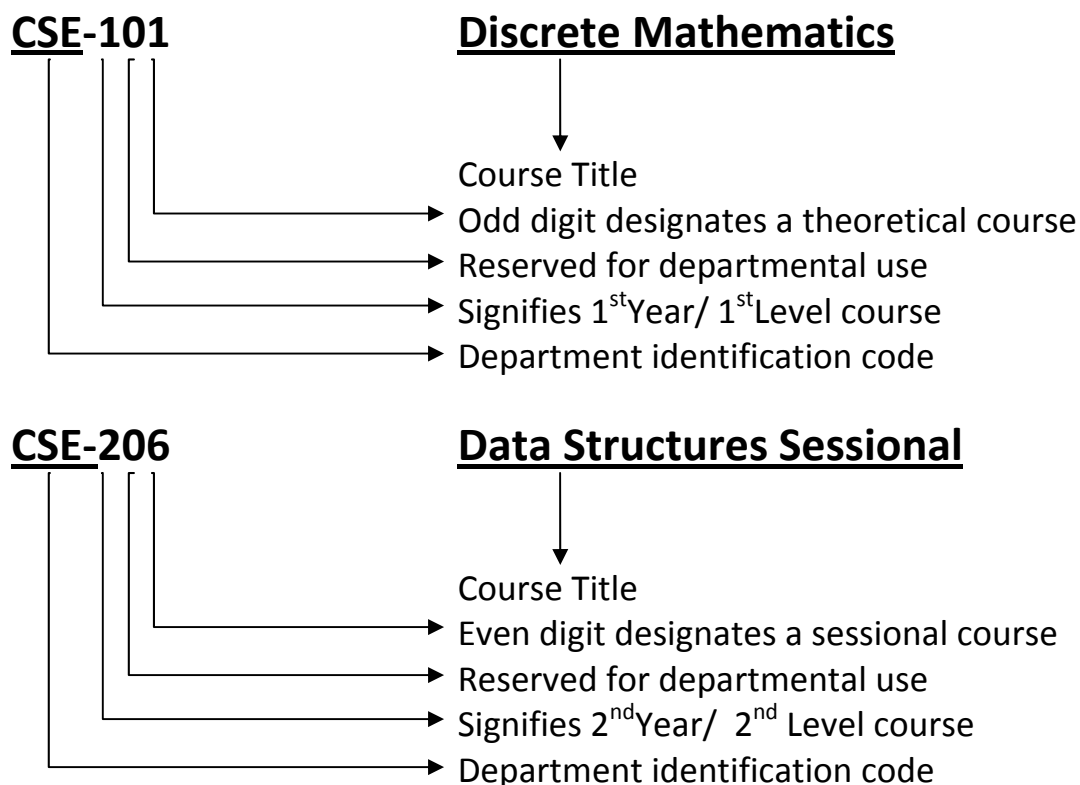 CSE-101 Discrete Mathematics
Course Title
Odd digit designates a theoretical course
Reserved for departmental use
Signifies 1stYear/ 1stLevel course
Department identification code
CSE-206 Data Structures Sessional
Course Title
Even digit designates a sessional course
Reserved for departmental use
Signifies 2ndYear/ 2nd Level course
Department identification code